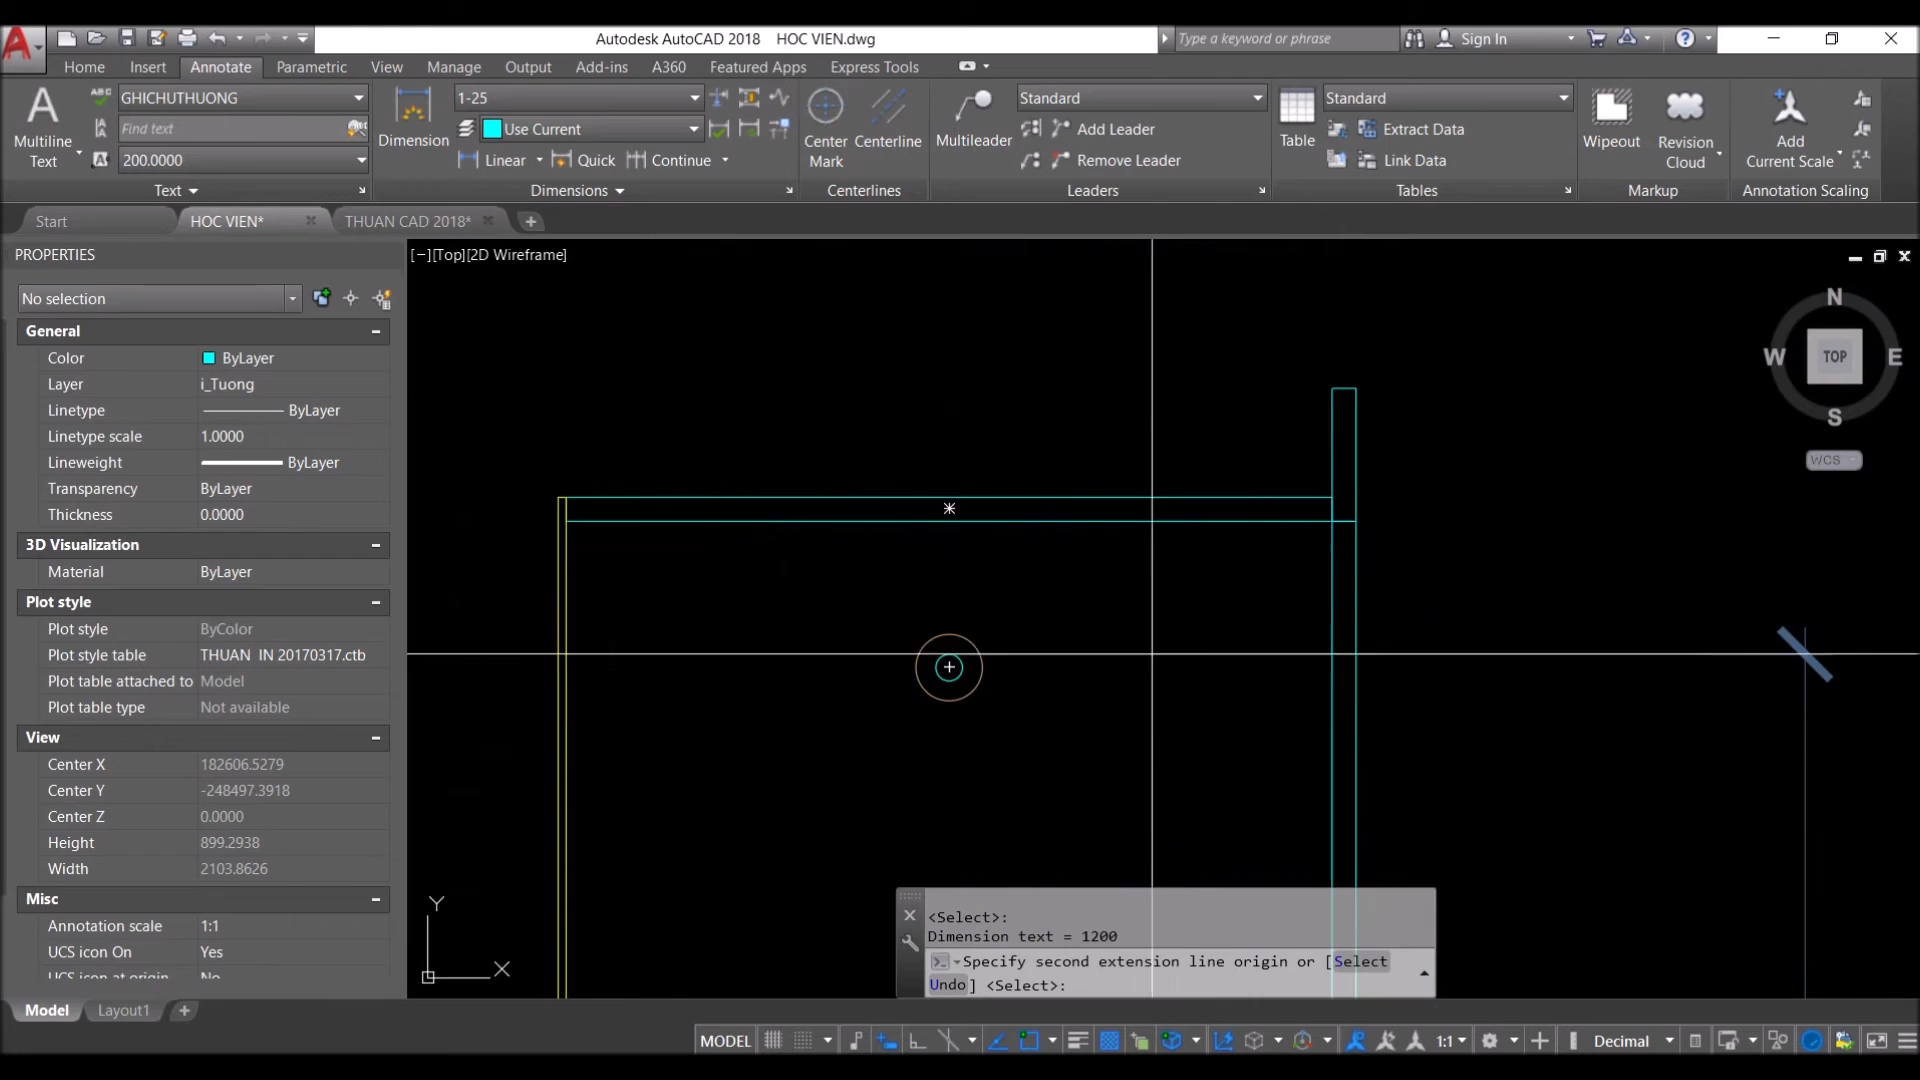 Autodesk AutoCAD 2018 HOC VIEN.dwg
Type a keyword or phrase
Sign In
Home Insert Annotate Parametric View Manage Output Add-ins A360 Featured Apps Express Tools
Multiline Text
GHICHUTHUONG
Find text
200.0000
Text
Dimension
1-25
Use Current
Linear Quick Continue
Dimensions
Center Mark
Centerline
Centerlines
Multileader
Standard
Add Leader
Remove Leader
Leaders
Table
Standard
Extract Data
Link Data
Tables
Wipeout
Revision Cloud
Markup
Add Current Scale
Annotation Scaling
Start
HOC VIEN*
THUAN CAD 2018*
PROPERTIES
No selection
General
Color ByLayer
Layer i_Tuong
Linetype ByLayer
Linetype scale 1.0000
Lineweight ByLayer
Transparency ByLayer
Thickness 0.0000
3D Visualization
Material ByLayer
Plot style
Plot style ByColor
Plot style table THUAN IN 20170317.ctb
Plot table attached to Model
Plot table type Not available
View
Center X 182606.5279
Center Y -248497.3918
Center Z 0.0000
Height 899.2938
Width 2103.8626
Misc
Annotation scale 1:1
UCS icon On Yes
UCS icon at origin No
[−][Top][2D Wireframe]
N
W TOP E
S
WCS
Y
X
<Select>:
Dimension text = 1200
Specify second extension line origin or [Select
Undo] <Select>:
Model Layout1
MODEL 1:1 Decimal